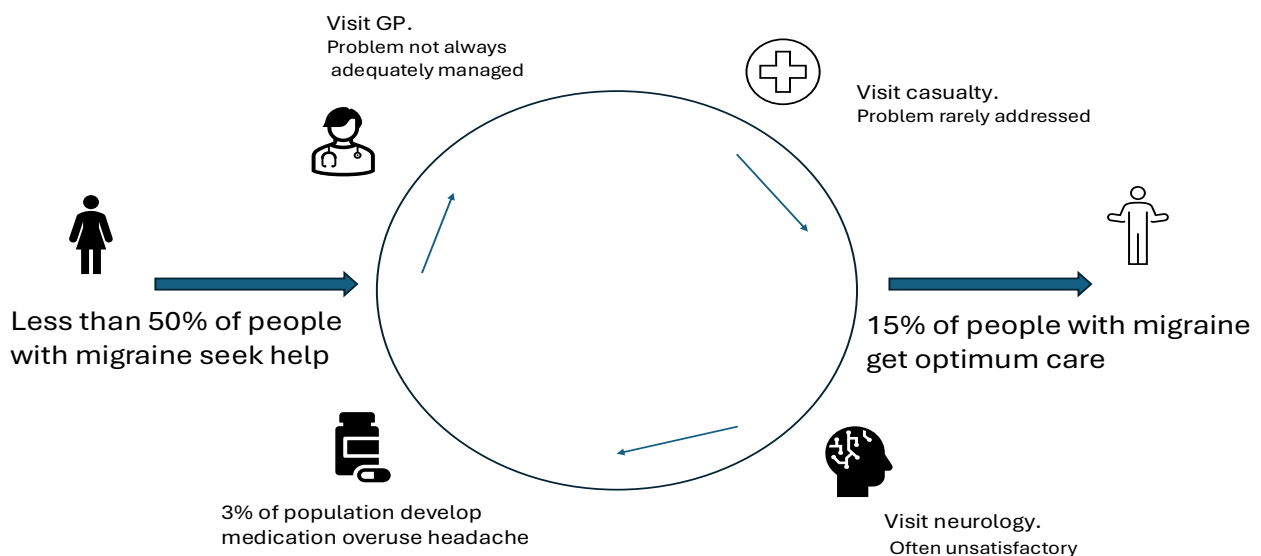 Visit GP.
Problem not always
adequately managed
Visit casualty.
Problem rarely addressed
Less than 50% of people
with migraine seek help
15% of people with migraine
get optimum care
3% of population develop
medication overuse headache
Visit neurology.
Often unsatisfactory